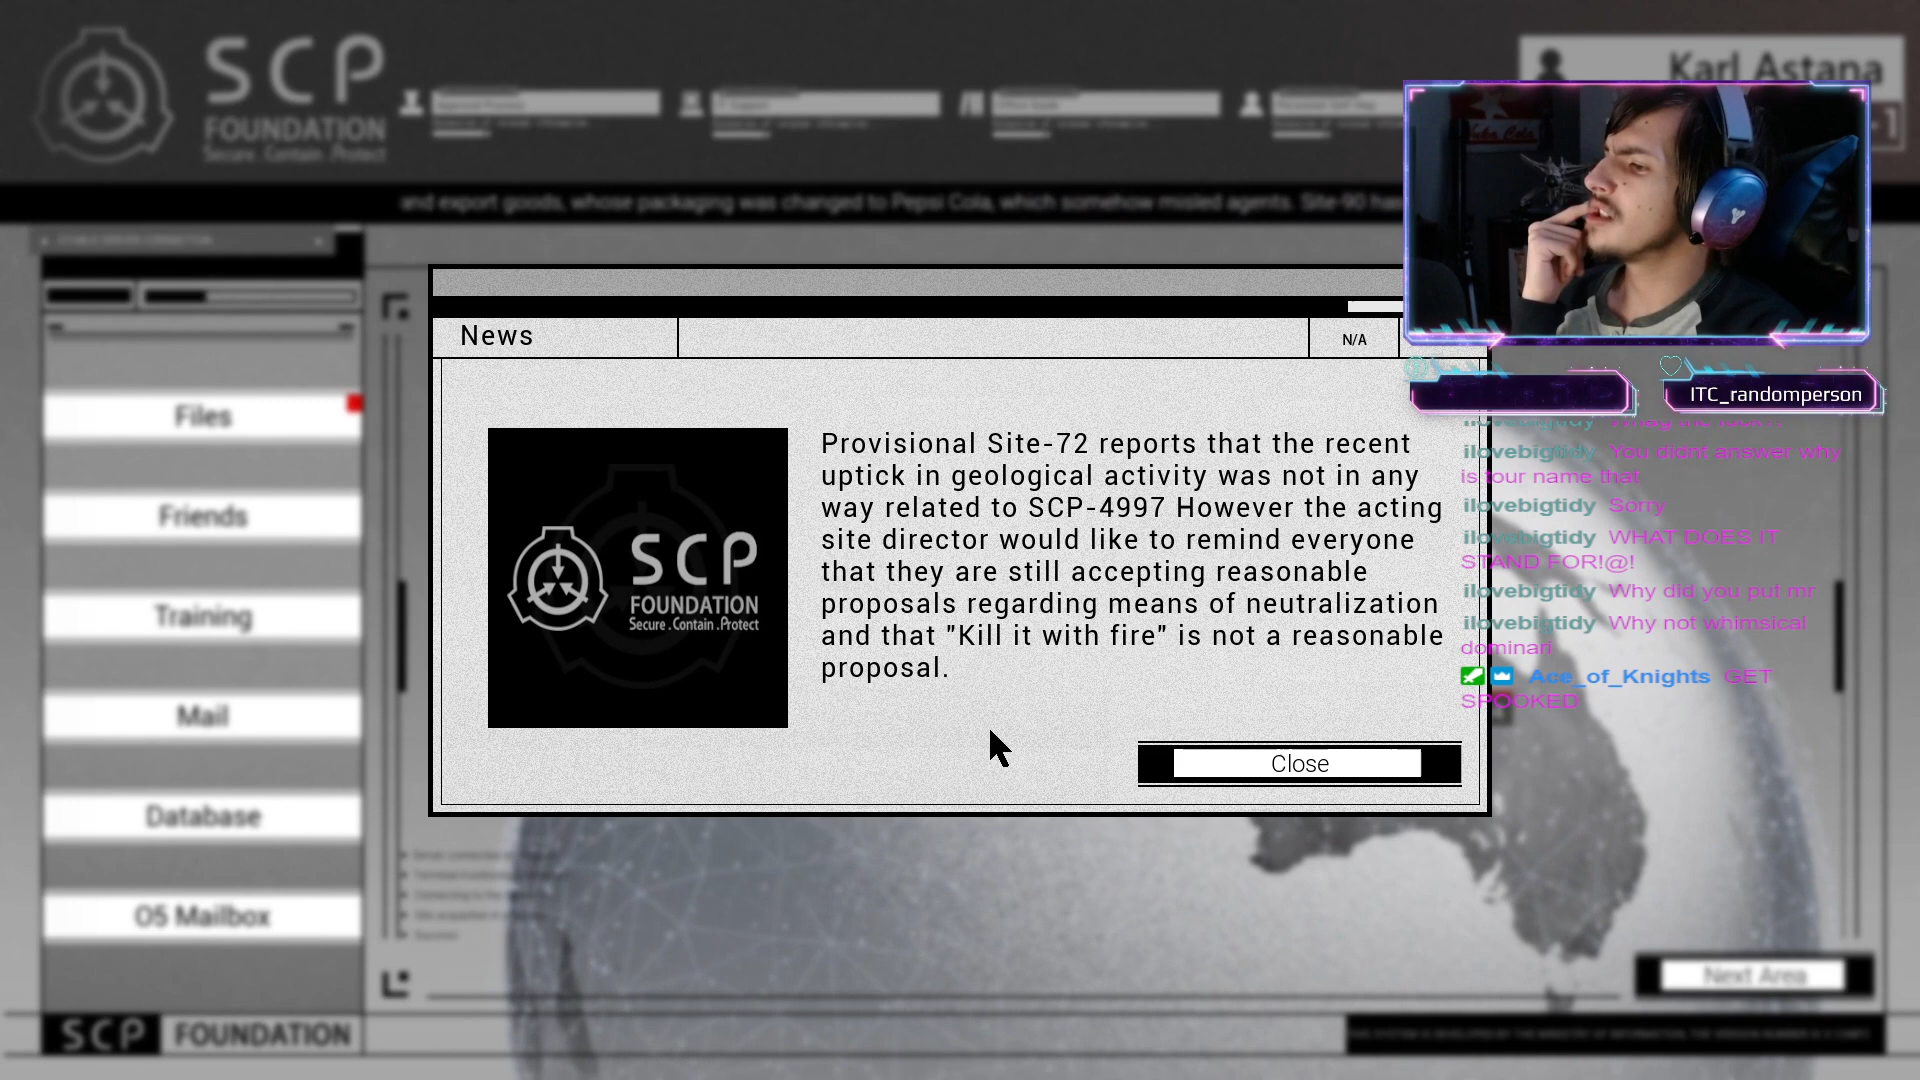 SCP
FOUNDATION
Secure . Contain . Protect
Karl Astana
and export goods, whose packaging was changed to Pepsi Cola, which somehow misled agents. Site-90 has
Files
Friends
Training
Mail
Database
O5 Mailbox
News
N/A
SCP
FOUNDATION
Secure . Contain . Protect
Provisional Site-72 reports that the recent
uptick in geological activity was not in any
way related to SCP-4997 However the acting
site director would like to remind everyone
that they are still accepting reasonable
proposals regarding means of neutralization
and that "Kill it with fire" is not a reasonable
proposal.
Close
ITC_randomperson
ilovebigtidy
ilovebigtidy You didnt answer why
is tour name that
ilovebigtidy Sorry
ilovebigtidy WHAT DOES IT
STAND FOR!@!
ilovebigtidy Why did you put mr
ilovebigtidy Why not whimsical
dominari
Ace_of_Knights GET
SPOOKED
Next Area
SCP FOUNDATION